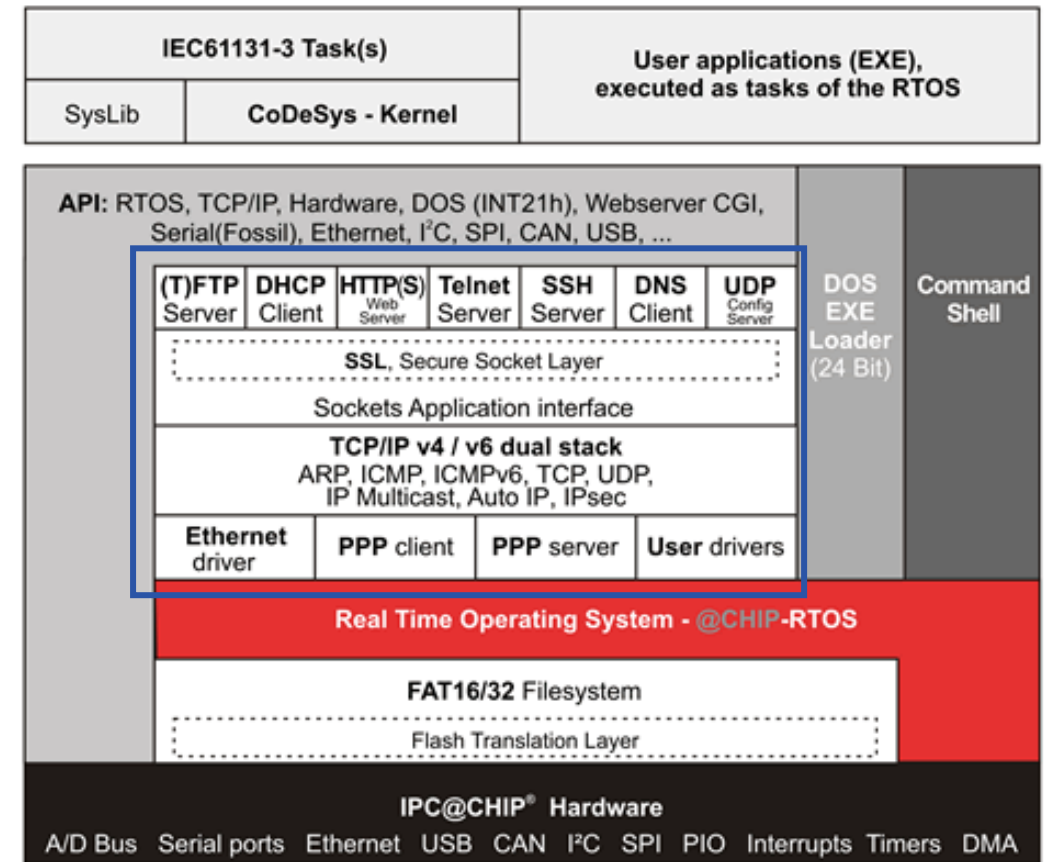 IEC61131-3 Task(s)
SysLib
CoDeSys - Kernel
User applications (EXE),
executed as tasks of the RTOS
API: RTOS, TCP/IP, Hardware, DOS (INT21h), Webserver CGI,
Serial(Fossil), Ethernet, I²C, SPI, CAN, USB, ...
(T)FTP
Server
DHCP
Client
HTTP(S)
Web
Server
Telnet
Server
SSH
Server
DNS
Client
UDP
Config
Server
SSL, Secure Socket Layer
Sockets Application interface
TCP/IP v4 / v6 dual stack
ARP, ICMP, ICMPv6, TCP, UDP,
IP Multicast, Auto IP, IPsec
Ethernet
driver
PPP client
PPP server
User drivers
DOS
EXE
Loader
(24 Bit)
Command
Shell
Real Time Operating System - @CHIP-RTOS
FAT16/32 Filesystem
Flash Translation Layer
IPC@CHIP® Hardware
A/D Bus Serial ports Ethernet USB CAN I²C SPI PIO Interrupts Timers DMA